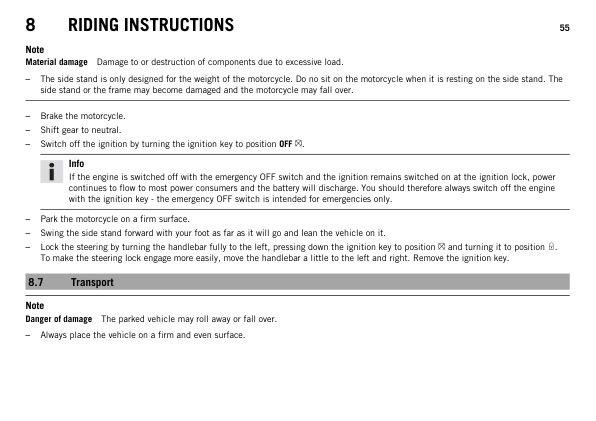 8 RIDING INSTRUCTIONS 55
Note
Material damage Damage to or destruction of components due to excessive load.
– The side stand is only designed for the weight of the motorcycle. Do not sit on the motorcycle when it is resting on the side stand. The
side stand or the frame may become damaged and the motorcycle may fall over.
– Brake the motorcycle.
– Shift gear to neutral.
– Switch off the ignition by turning the ignition key to position OFF ☒.
Info
If the engine is switched off with the emergency OFF switch and the ignition remains switched on at the ignition lock, power
continues to flow to most power consumers and the battery will discharge. You should therefore always switch off the engine
with the ignition key - the emergency OFF switch is intended for emergencies only.
– Park the motorcycle on a firm surface.
– Swing the side stand forward with your foot as far as it will go and lean the vehicle on it.
– Lock the steering by turning the handlebar fully to the left, pressing down the ignition key to position ☒ and turning it to position 🔒.
To make the steering lock engage more easily, move the handlebar a little to the left and right. Remove the ignition key.
8.7 Transport
Note
Danger of damage The parked vehicle may roll away or fall over.
– Always place the vehicle on a firm and even surface.